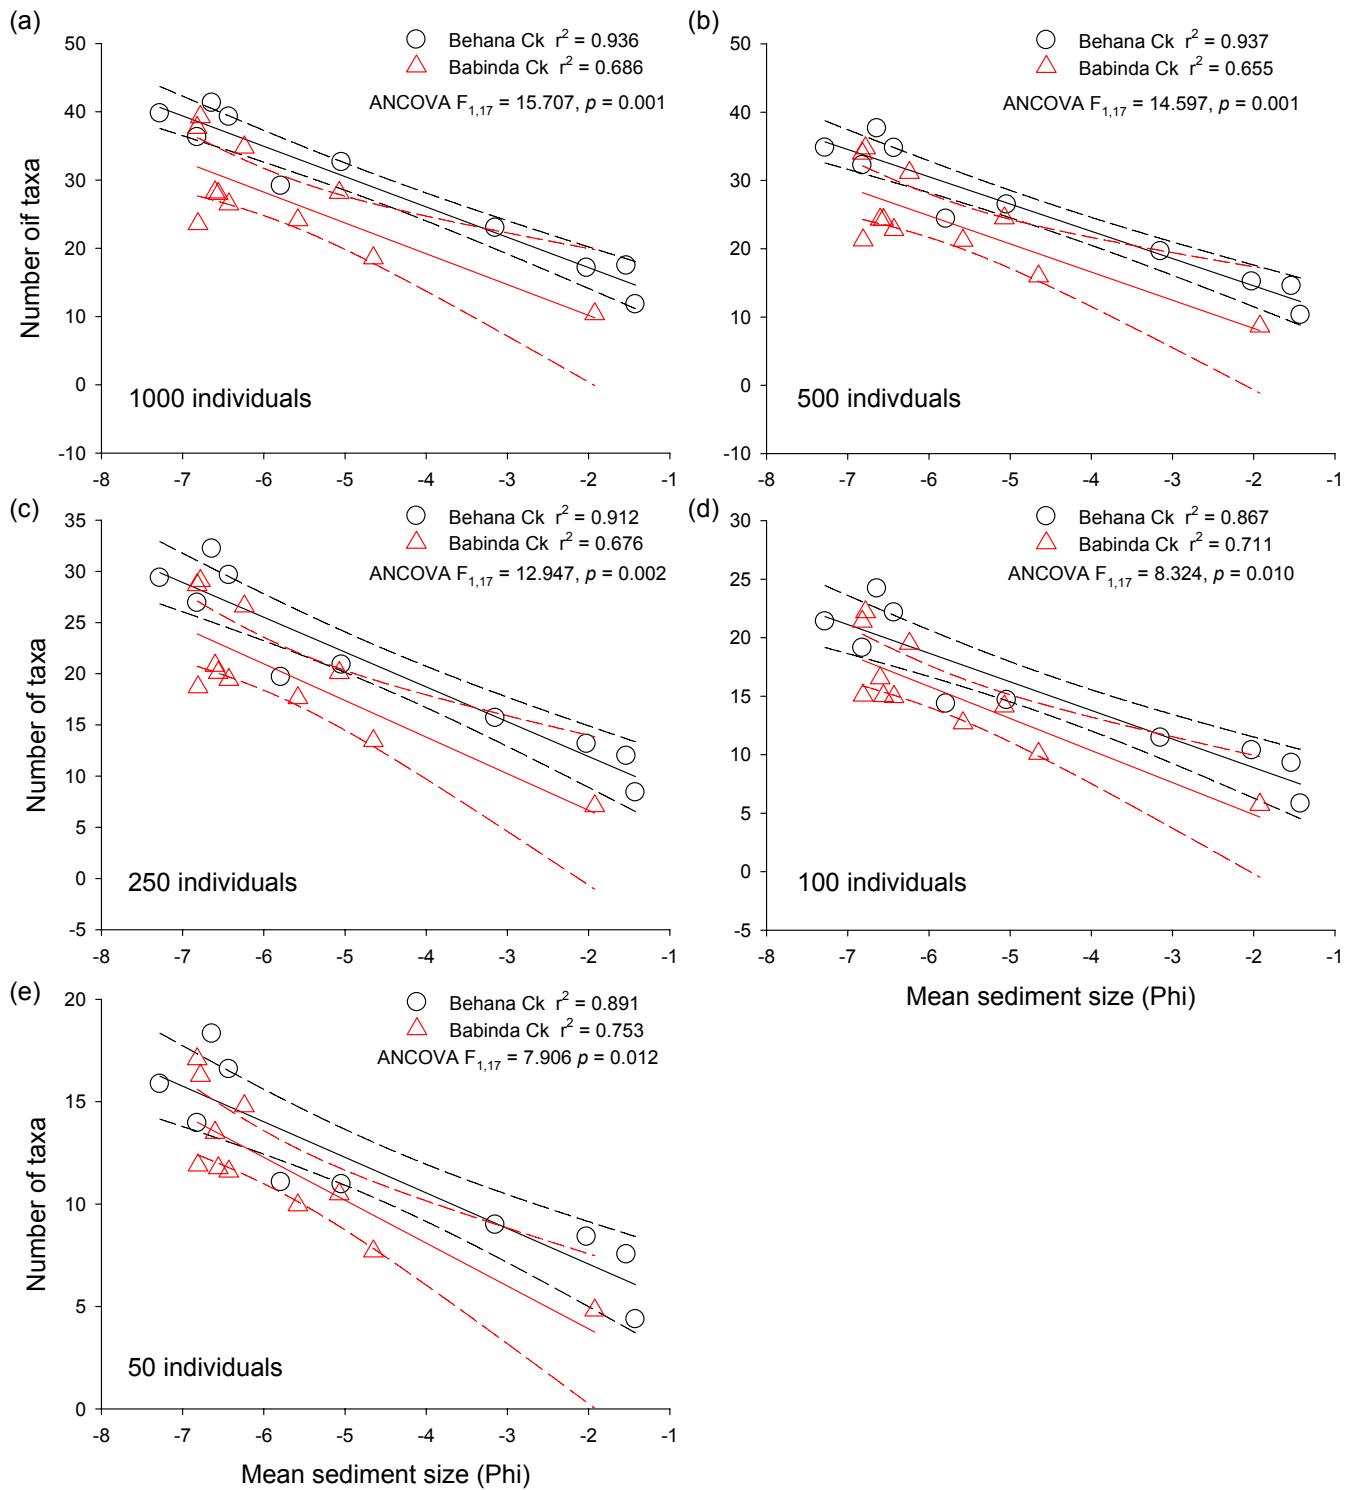 (a)
Behana Ck r² = 0.936
Babinda Ck r² = 0.686
ANCOVA F1,17 = 15.707, p = 0.001
50
40
30
20
10
0
-10
Number oif taxa
1000 individuals
-8 -7 -6 -5 -4 -3 -2 -1
(b)
Behana Ck r² = 0.937
Babinda Ck r² = 0.655
ANCOVA F1,17 = 14.597, p = 0.001
50
40
30
20
10
0
-10
500 indivduals
-8 -7 -6 -5 -4 -3 -2 -1
(c)
Behana Ck r² = 0.912
Babinda Ck r² = 0.676
ANCOVA F1,17 = 12.947, p = 0.002
35
30
25
20
15
10
5
0
-5
Number of taxa
250 individuals
-8 -7 -6 -5 -4 -3 -2 -1
(d)
Behana Ck r² = 0.867
Babinda Ck r² = 0.711
ANCOVA F1,17 = 8.324, p = 0.010
30
25
20
15
10
5
0
-5
100 individuals
-8 -7 -6 -5 -4 -3 -2 -1
Mean sediment size (Phi)
(e)
Behana Ck r² = 0.891
Babinda Ck r² = 0.753
ANCOVA F1,17 = 7.906 p = 0.012
20
15
10
5
0
Number of taxa
50 individuals
-8 -7 -6 -5 -4 -3 -2 -1
Mean sediment size (Phi)